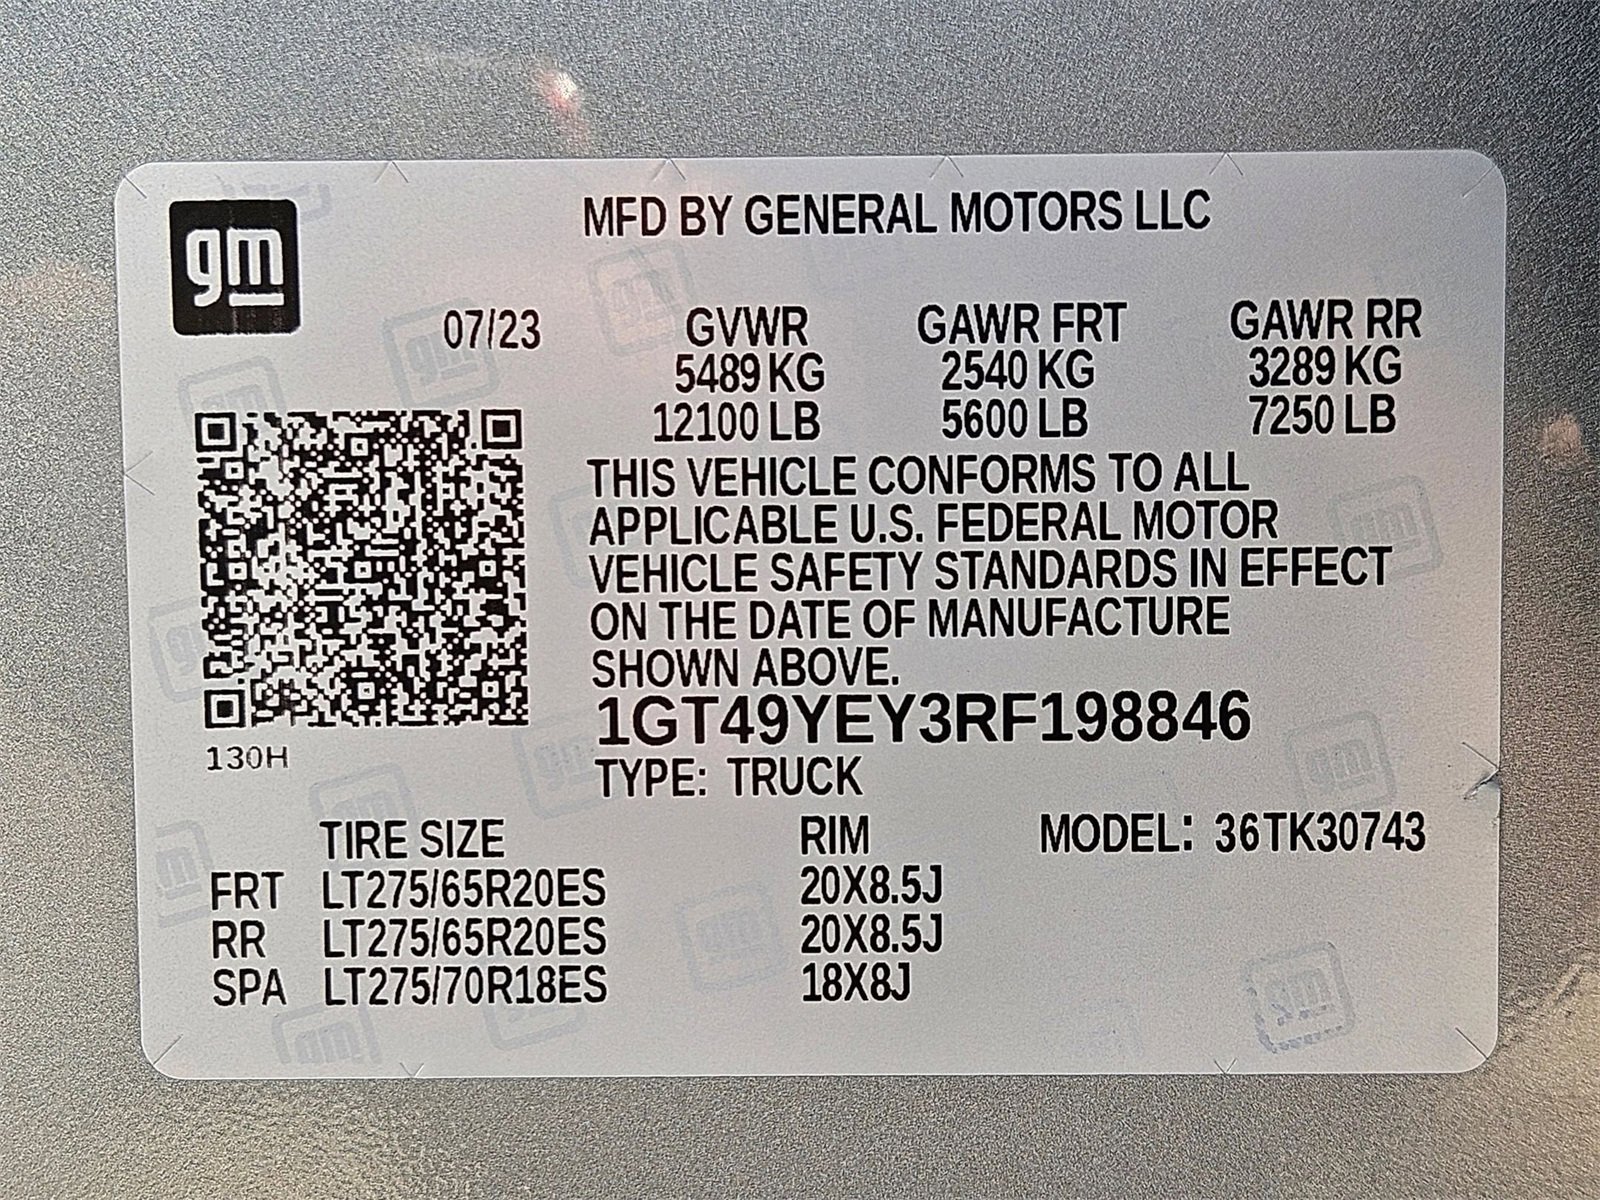 gm
MFD BY GENERAL MOTORS LLC
07/23 GVWR GAWR FRT GAWR RR
5489 KG 2540 KG 3289 KG
12100 LB 5600 LB 7250 LB
THIS VEHICLE CONFORMS TO ALL
APPLICABLE U.S. FEDERAL MOTOR
VEHICLE SAFETY STANDARDS IN EFFECT
ON THE DATE OF MANUFACTURE
SHOWN ABOVE.
1GT49YEY3RF198846
130H
TYPE: TRUCK
TIRE SIZE RIM MODEL: 36TK30743
FRT LT275/65R20ES 20X8.5J
RR LT275/65R20ES 20X8.5J
SPA LT275/70R18ES 18X8J